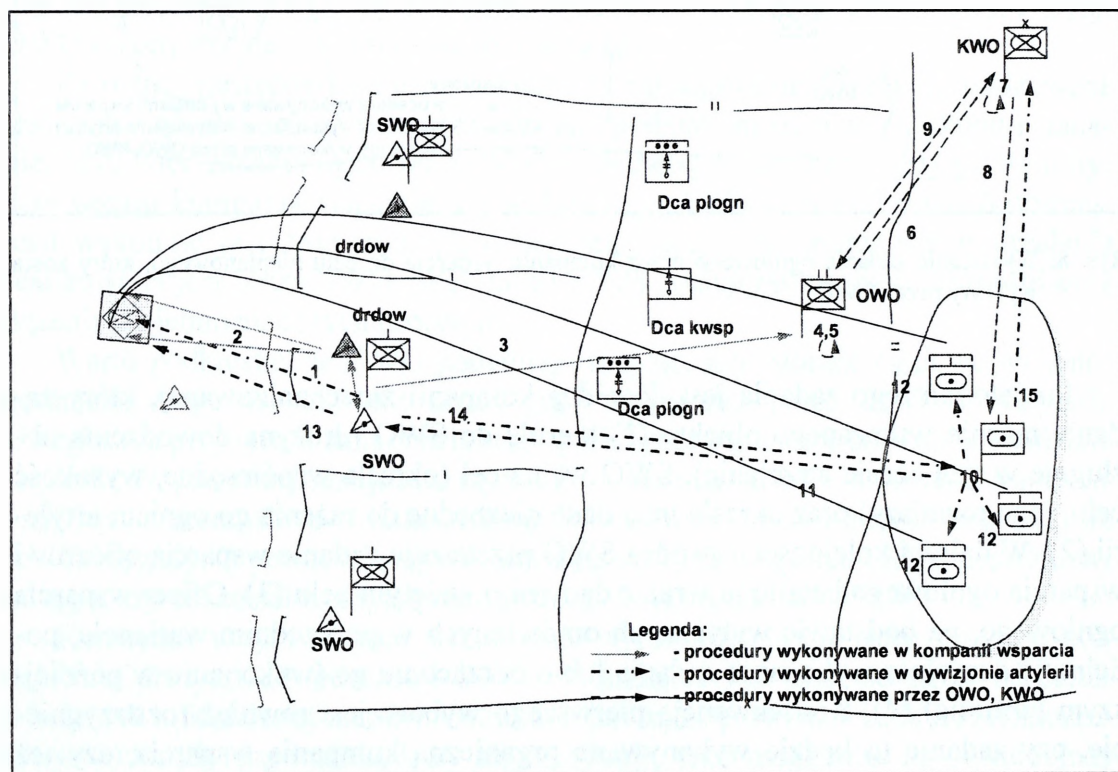 KWO
x
7
9
8
6
SWO
II
Dca plogn
drdow
I
OWO
Dca kwsp
4,5
drdow
3
2
1
Dca plogn
12
15
14
13
SWO
10
11
12
12
SWO
Legenda:
- procedury wykonywane w kompanii wsparcia
- procedury wykonywane w dywizjonie artylerii
- procedury wykonywane przez OWO, KWO
x